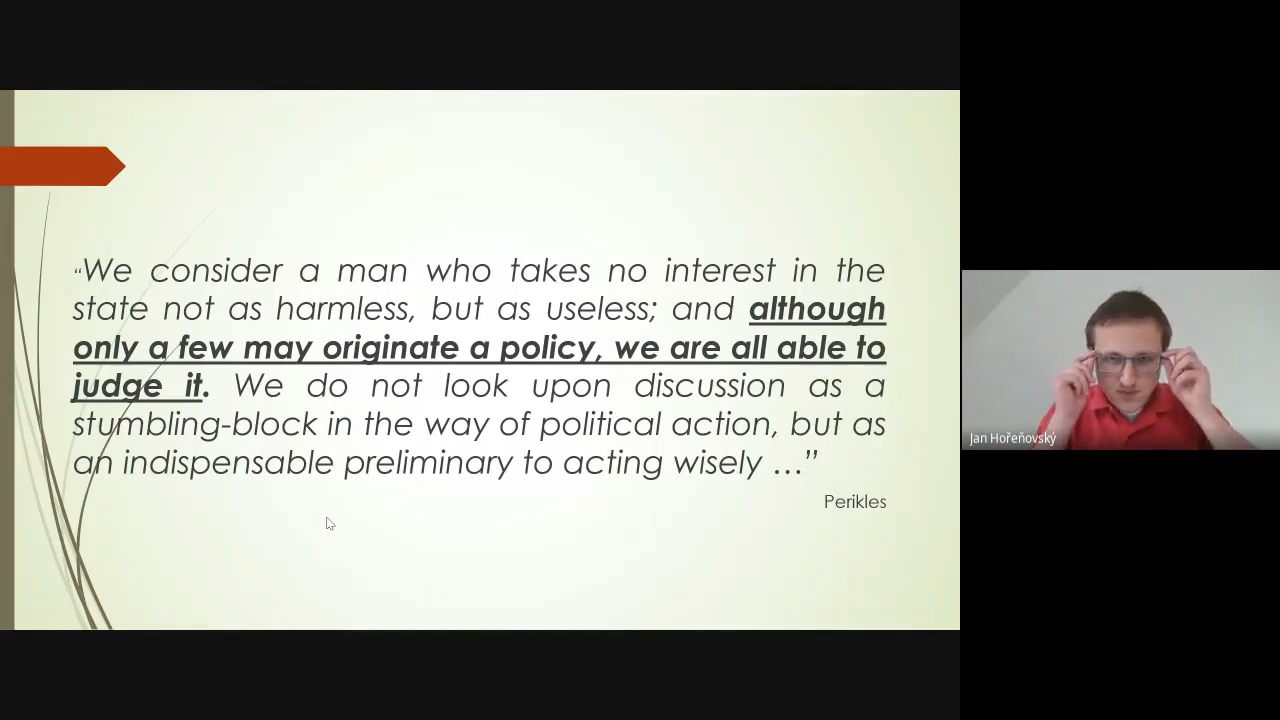 “We consider a man who takes no interest in the
state not as harmless, but as useless; and although
only a few may originate a policy, we are all able to
judge it. We do not look upon discussion as a
stumbling-block in the way of political action, but as
an indispensable preliminary to acting wisely …”
Perikles
Jan Hořeňovský